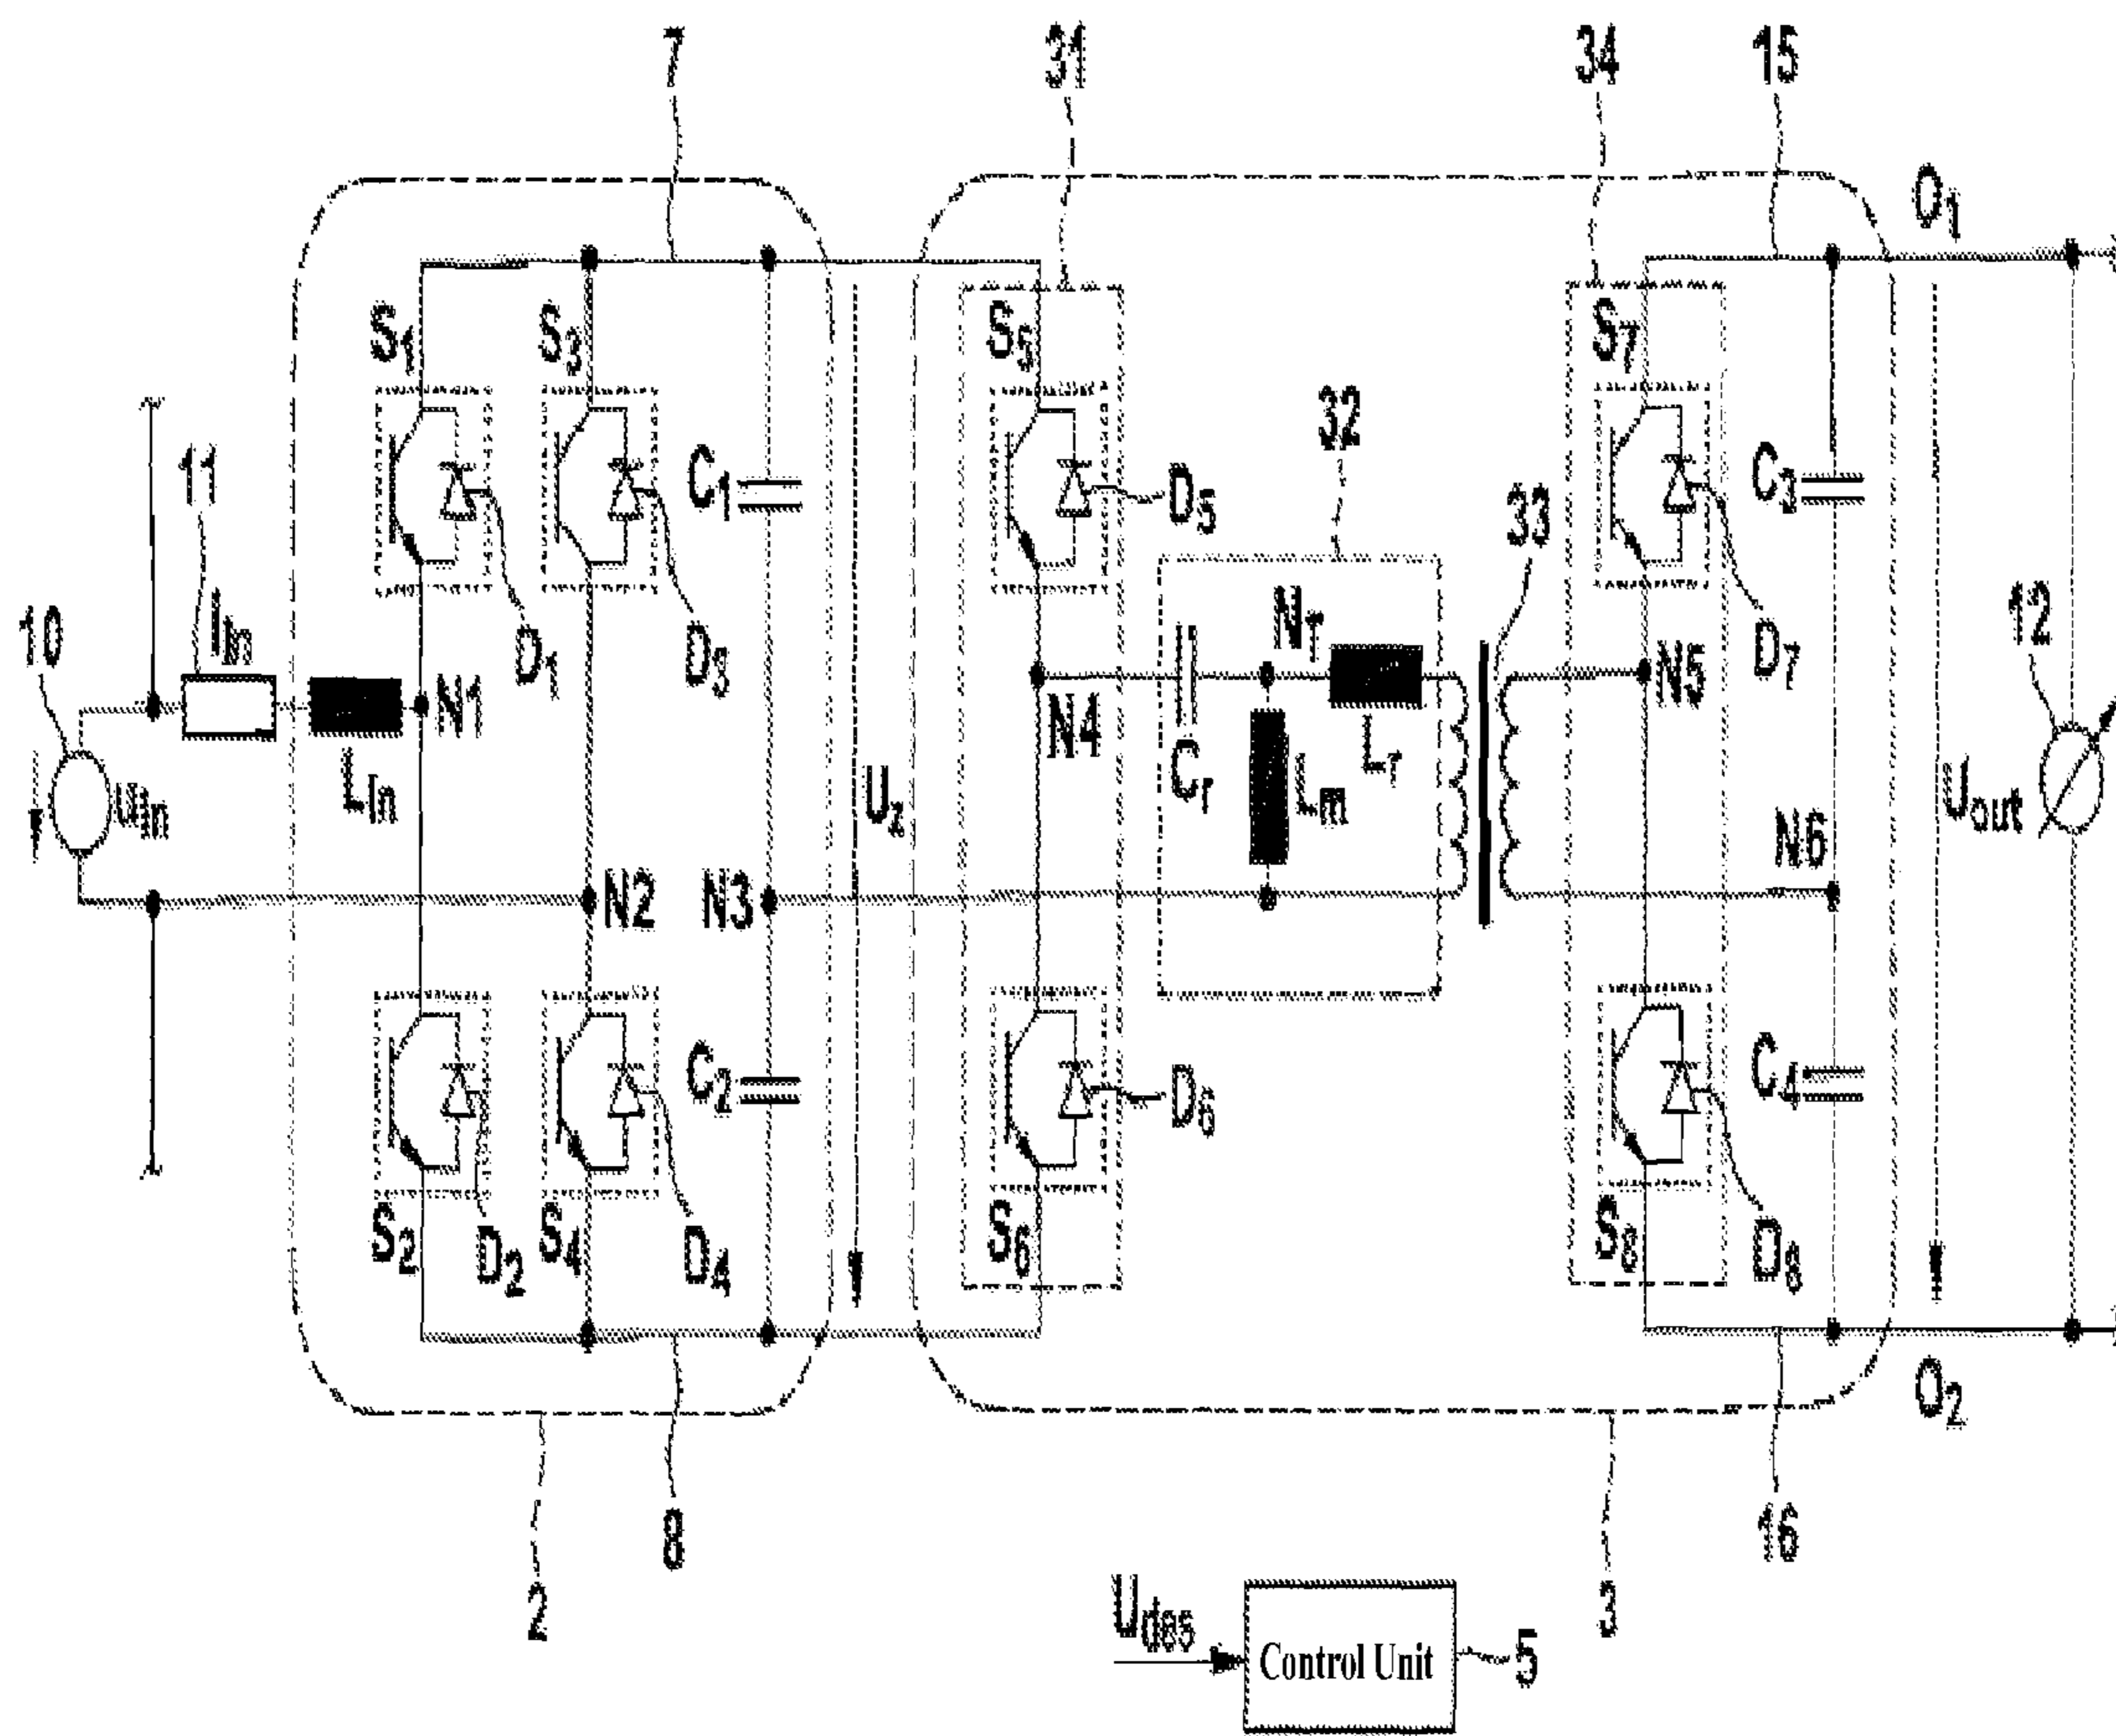 7
31
34
15
O1
S1
S3
S5
S7
32
11
C1
D5
C3
33
10
Iin
D1
D3
NT
D7
12
N1
N4
N5
Cr
Lr
uin
Lin
Uz
Lm
Uout
N6
N2
N3
C2
D6
C4
S2
D2
S4
D4
S6
S8
D8
O2
8
16
2
3
Udes
Control Unit
5